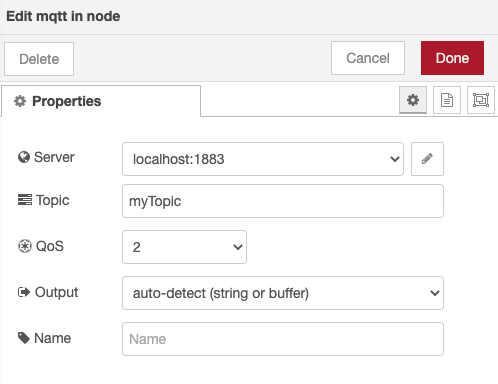 Edit mqtt in node
Delete
Cancel
Done
Properties
Server
localhost:1883
Topic
myTopic
QoS
2
Output
auto-detect (string or buffer)
Name
Name